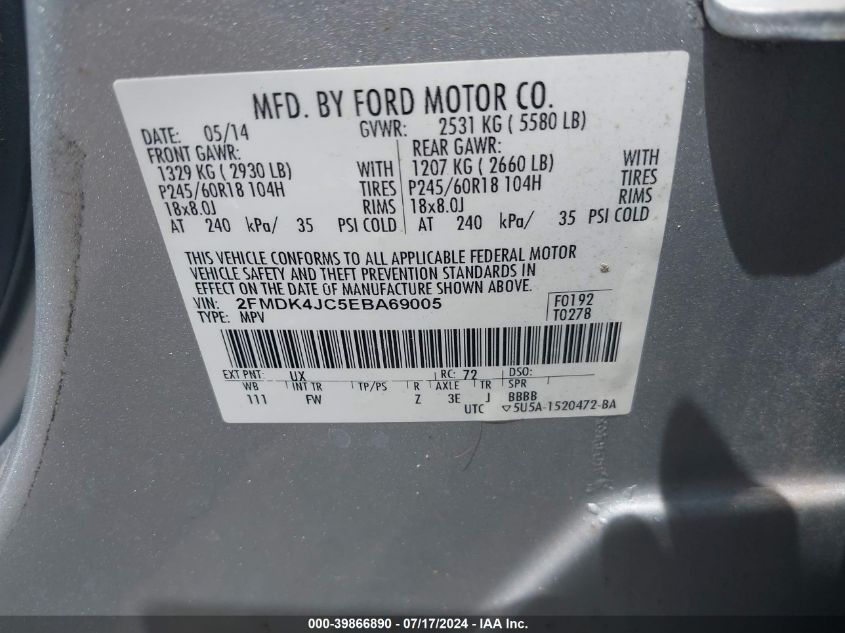 MFD. BY FORD MOTOR CO.
DATE: 05/14 GVWR: 2531 KG ( 5580 LB)
FRONT GAWR: REAR GAWR:
1329 KG ( 2930 LB) WITH 1207 KG ( 2660 LB) WITH
P245/60R18 104H TIRES P245/60R18 104H TIRES
18x8.0J RIMS 18x8.0J RIMS
AT 240 kPa/ 35 PSI COLD AT 240 kPa/ 35 PSI COLD
THIS VEHICLE CONFORMS TO ALL APPLICABLE FEDERAL MOTOR
VEHICLE SAFETY AND THEFT PREVENTION STANDARDS IN
EFFECT ON THE DATE OF MANUFACTURE SHOWN ABOVE.
VIN: 2FMDK4JC5EBA69005 F0192
TYPE: MPV T0278
EXT PNT: UX RC: 72 DSO:
WB INT TR TP/PS R AXLE TR SPR
111 FW Z 3E J BBBB
UTC ▽5U5A-1520472-BA
000-39866890 - 07/17/2024 - IAAI Inc.